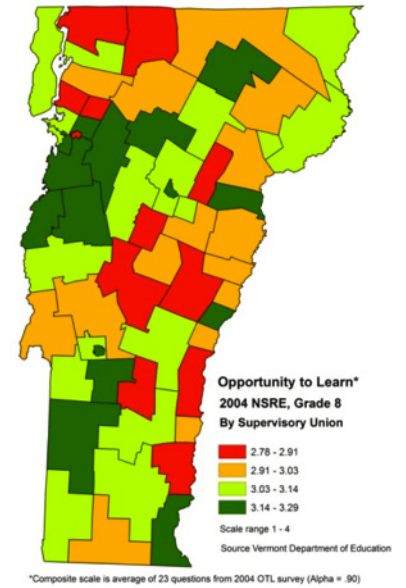 Opportunity to Learn*
2004 NSRE, Grade 8
By Supervisory Union
2.78 - 2.91
2.91 - 3.03
3.03 - 3.14
3.14 - 3.29
Scale range 1 - 4
Source Vermont Department of Education
*Composite scale is average of 23 questions from 2004 OTL survey (Alpha = .90)